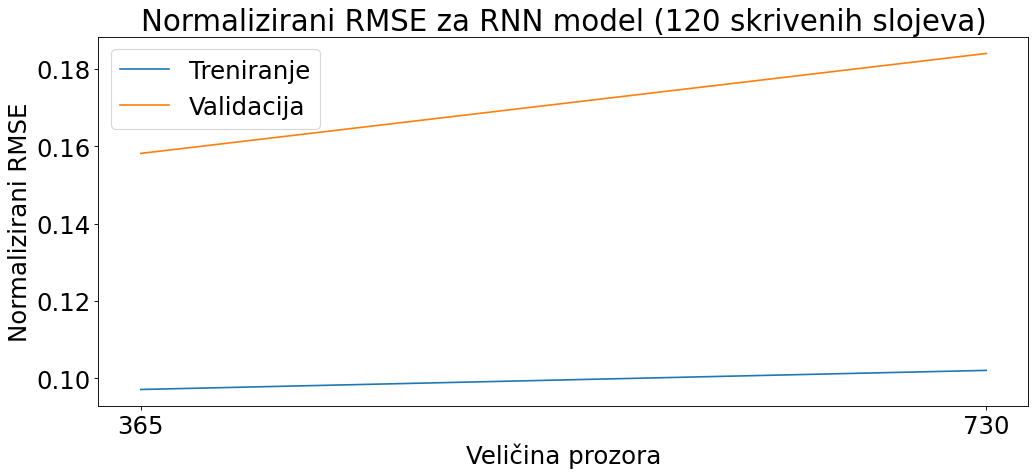 Normalizirani RMSE za RNN model (120 skrivenih slojeva)
Treniranje
Validacija
Normalizirani RMSE
0.18
0.16
0.14
0.12
0.10
365
730
Veličina prozora